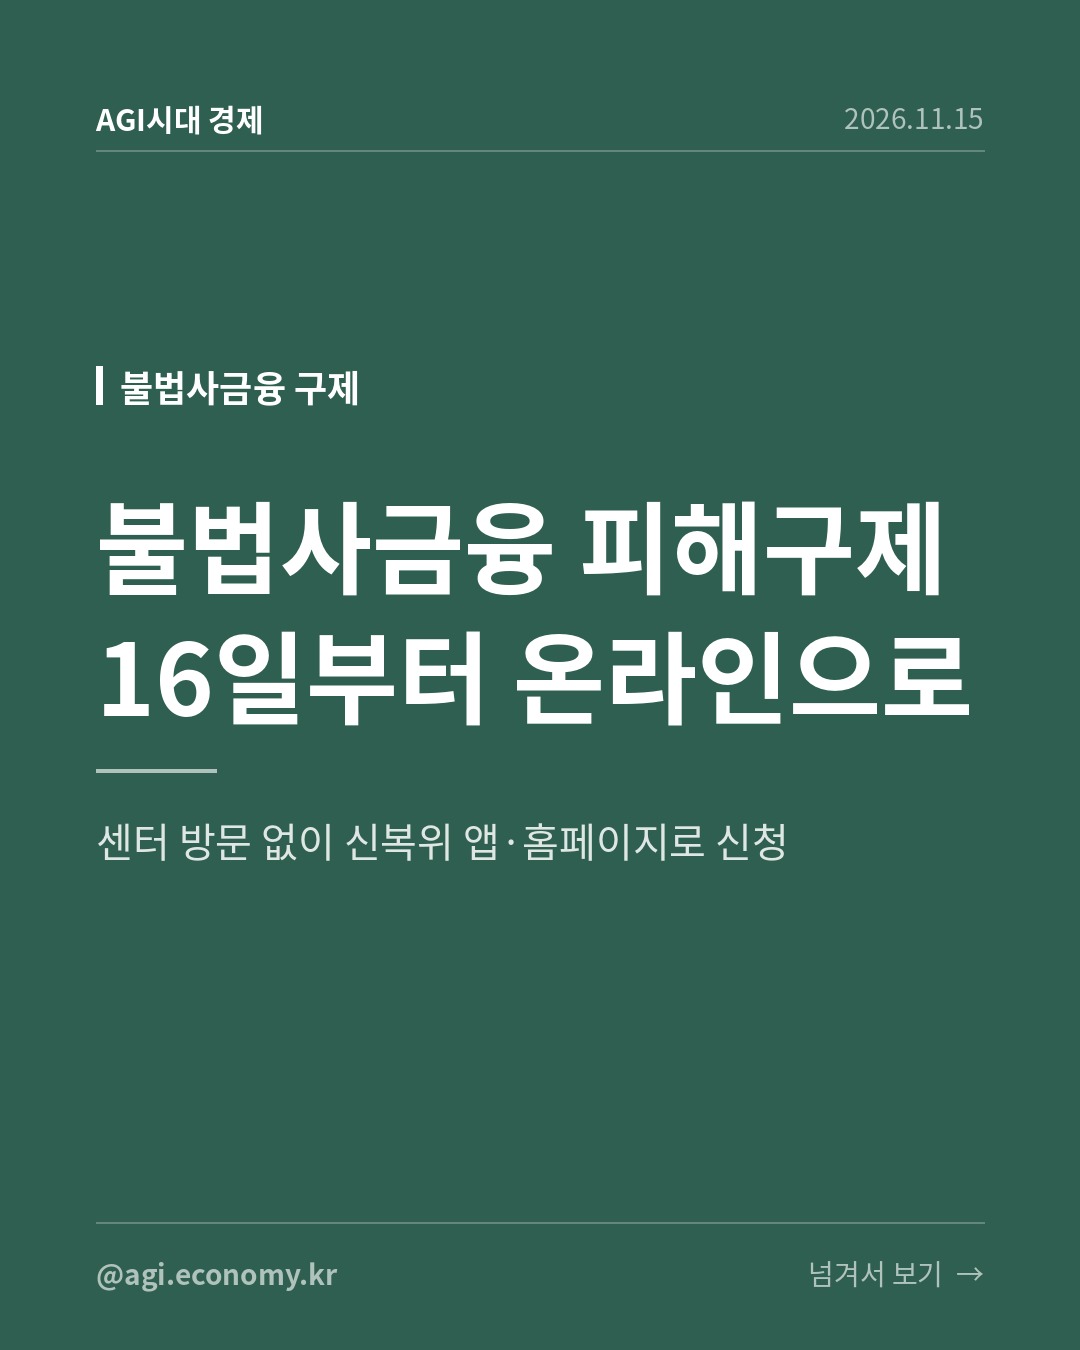 AGI시대 경제
2026.11.15
불법사금융 구제
불법사금융 피해구제
16일부터 온라인으로
센터 방문 없이 신복위 앱·홈페이지로 신청
@agi.economy.kr
넘겨서 보기 →